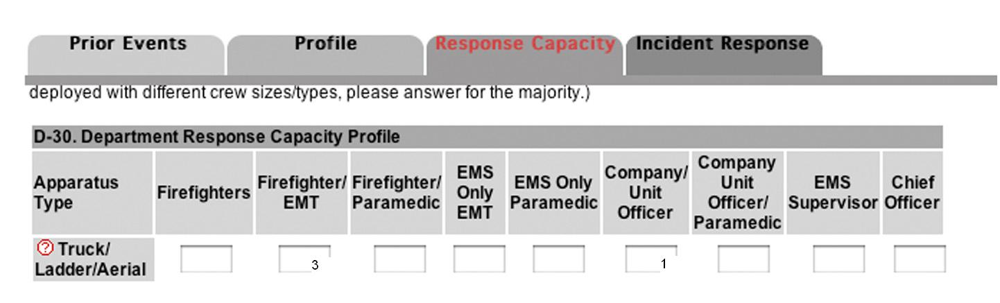 Prior Events Profile Response Capacity Incident Response
deployed with different crew sizes/types, please answer for the majority.)
D-30. Department Response Capacity Profile
Apparatus
Type
Firefighters
Firefighter/
EMT
Firefighter/
Paramedic
EMS
Only
EMT
EMS Only
Paramedic
Company/
Unit
Officer
Company
Unit
Officer/
Paramedic
EMS
Supervisor
Chief
Officer
? Truck/
Ladder/Aerial
3
1